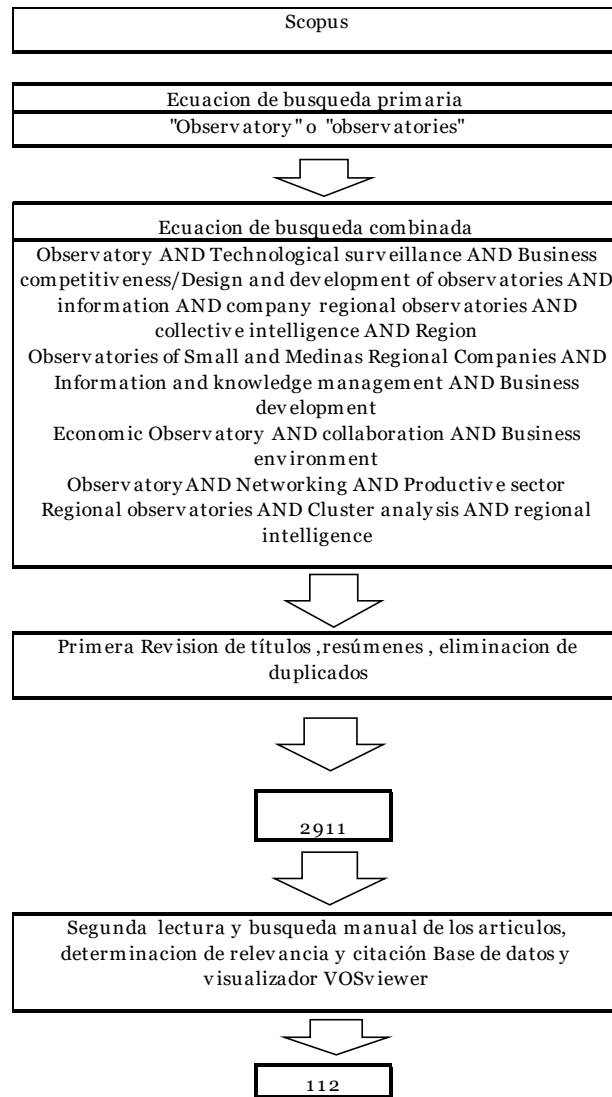 Scopus
Ecuacion de busqueda primaria
"Observatory" o "observatories"
Ecuacion de busqueda combinada
Observatory AND Technological surveillance AND Business
competitiveness/Design and development of observatories AND
information AND company regional observatories AND
collective intelligence AND Region
Observatories of Small and Medinas Regional Companies AND
Information and knowledge management AND Business
development
Economic Observatory AND collaboration AND Business
environment
Observatory AND Networking AND Productive sector
Regional observatories AND Cluster analysis AND regional
intelligence
Primera Revision de títulos ,resúmenes , eliminacion de
duplicados
2911
Segunda lectura y busqueda manual de los articulos,
determinacion de relevancia y citación Base de datos y
visualizador VOSviewer
112